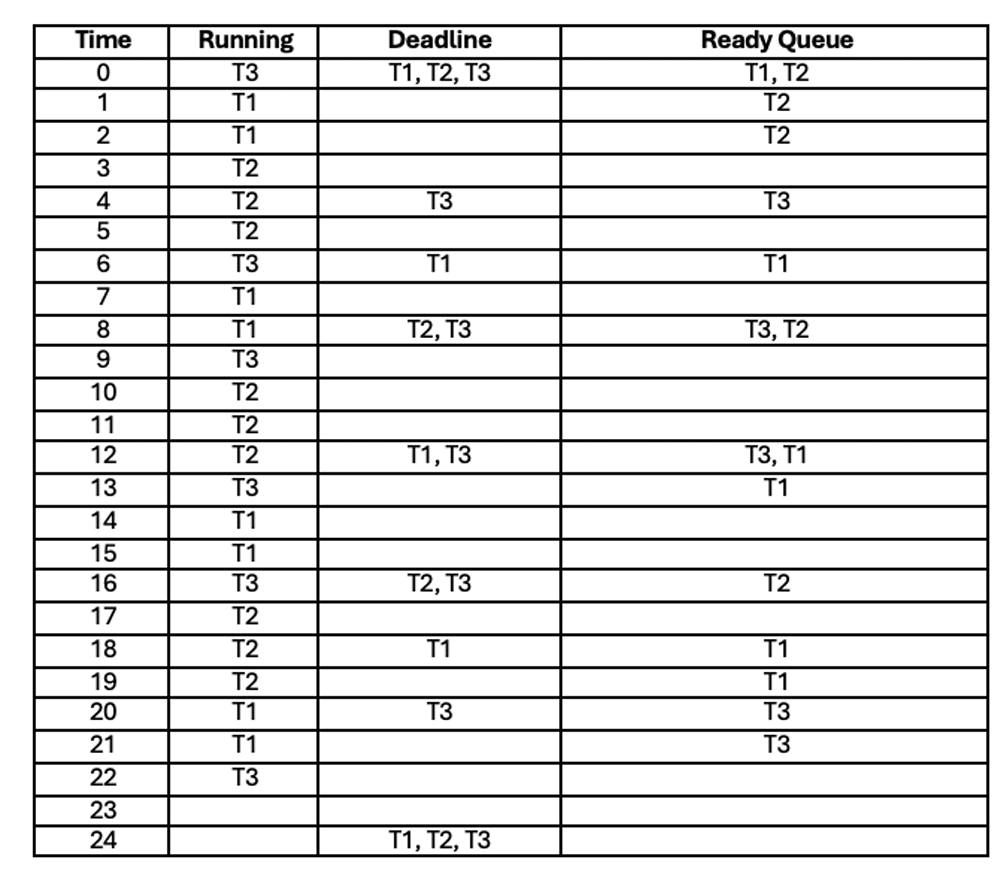 Time Running Deadline Ready Queue
0 T3 T1, T2, T3 T1, T2
1 T1 T2
2 T1 T2
3 T2
4 T2 T3 T3
5 T2
6 T3 T1 T1
7 T1
8 T1 T2, T3 T3, T2
9 T3
10 T2
11 T2
12 T2 T1, T3 T3, T1
13 T3 T1
14 T1
15 T1
16 T3 T2, T3 T2
17 T2
18 T2 T1 T1
19 T2 T1
20 T1 T3 T3
21 T1 T3
22 T3
23
24 T1, T2, T3